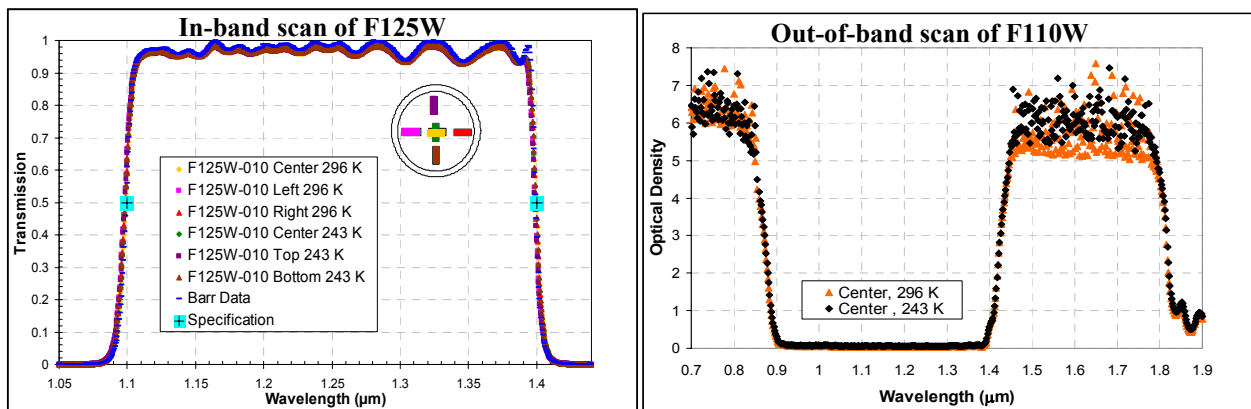 In-band scan of F125W
1
0.9
0.8
0.7
0.6
0.5
0.4
0.3
0.2
0.1
0
Transmission
F125W-010 Center 296 K
F125W-010 Left 296 K
F125W-010 Right 296 K
F125W-010 Center 243 K
F125W-010 Top 243 K
F125W-010 Bottom 243 K
Barr Data
Specification
1.05 1.1 1.15 1.2 1.25 1.3 1.35 1.4
Wavelength (µm)
Out-of-band scan of F110W
8
7
6
5
4
3
2
1
0
Optical Density
Center, 296 K
Center , 243 K
0.7 0.8 0.9 1.0 1.1 1.2 1.3 1.4 1.5 1.6 1.7 1.8 1.9
Wavelength (µm)